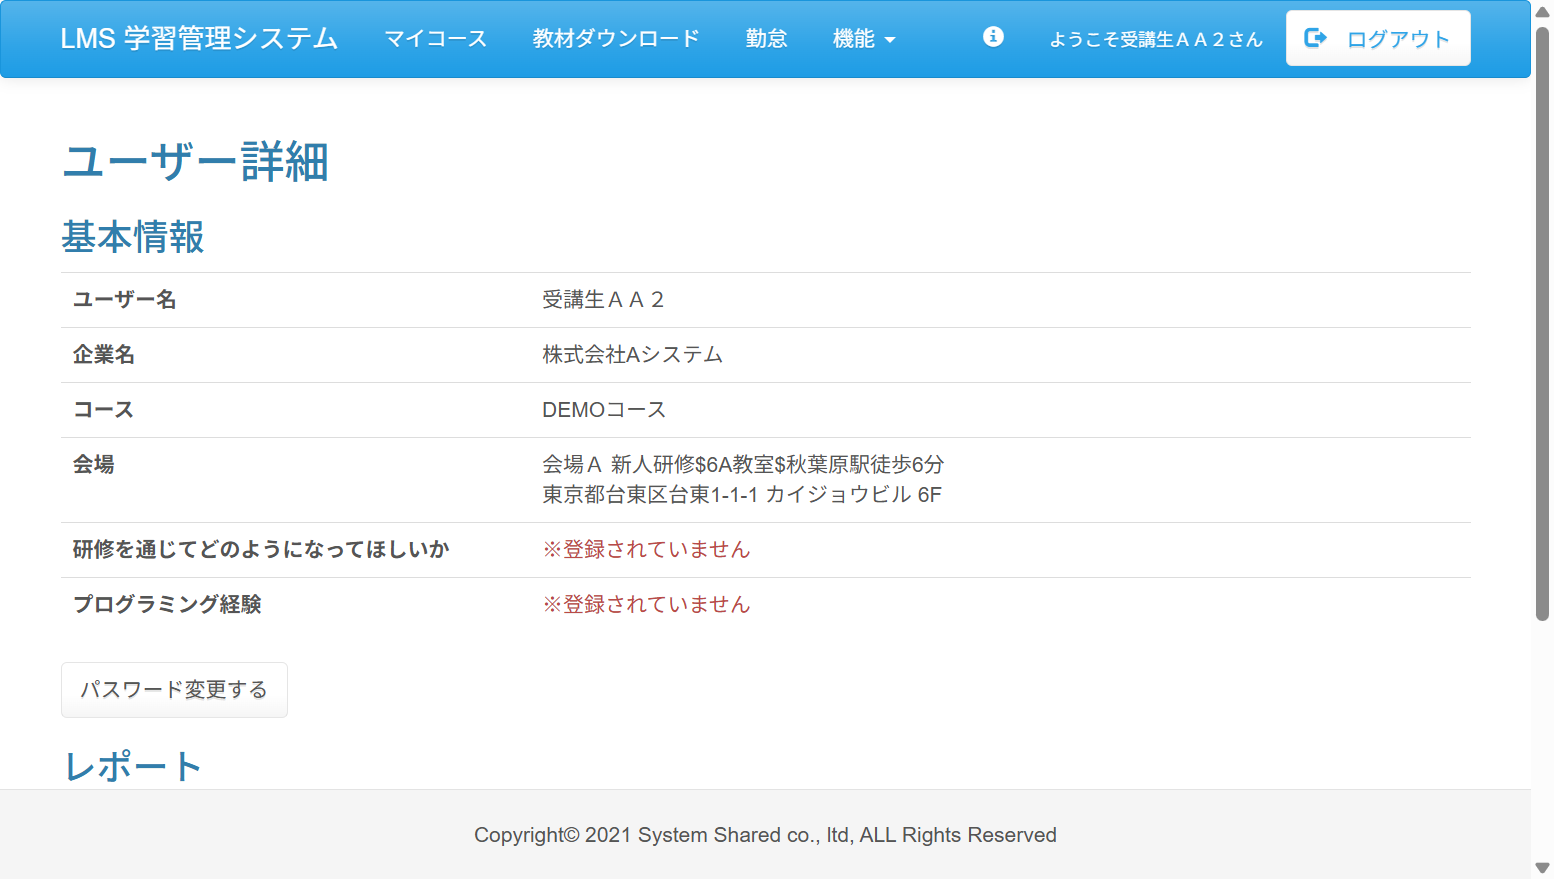 LMS 学習管理システム マイコース 教材ダウンロード 勤怠 機能 ようこそ受講生ＡＡ２さん ログアウト
ユーザー詳細
基本情報
ユーザー名 受講生ＡＡ２
企業名 株式会社Aシステム
コース DEMOコース
会場 会場Ａ 新人研修$6A教室$秋葉原駅徒歩6分
東京都台東区台東1-1-1 カイジョウビル 6F
研修を通じてどのようになってほしいか ※登録されていません
プログラミング経験 ※登録されていません
パスワード変更する
レポート
Copyright© 2021 System Shared co., ltd, ALL Rights Reserved